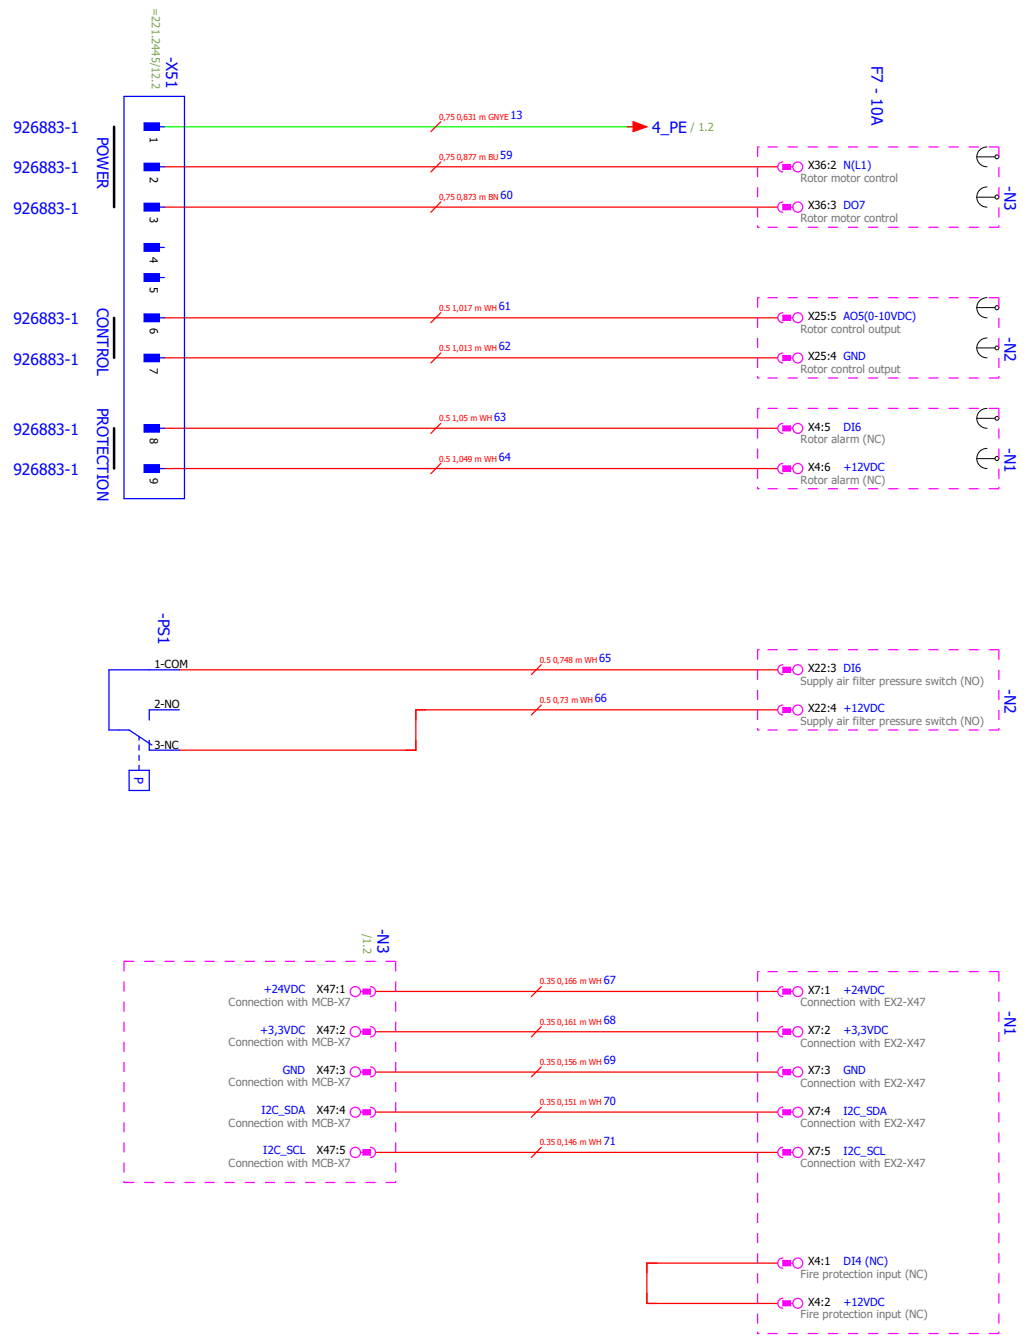 =221.2445/12.2
-X51
F7 - 10A
926883-1
1
0,75 0,631 m GNYE 13
4_PE / 1.2
POWER
926883-1
2
0,75 0,877 m BU 59
X36:2 N(L1)
Rotor motor control
-N3
926883-1
3
0,75 0,873 m BN 60
X36:3 DO7
Rotor motor control
4
5
CONTROL
926883-1
6
0.5 1,017 m WH 61
X25:5 AO5(0-10VDC)
Rotor control output
-N2
926883-1
7
0.5 1,013 m WH 62
X25:4 GND
Rotor control output
PROTECTION
926883-1
8
0.5 1,05 m WH 63
X4:5 DI6
Rotor alarm (NC)
-N1
926883-1
9
0.5 1,049 m WH 64
X4:6 +12VDC
Rotor alarm (NC)
-PS1
1-COM
0.5 0,748 m WH 65
X22:3 DI6
Supply air filter pressure switch (NO)
-N2
2-NO
0.5 0,73 m WH 66
X22:4 +12VDC
Supply air filter pressure switch (NO)
3-NC
P
-N3
/1.2
+24VDC X47:1
Connection with MCB-X7
0.35 0,166 m WH 67
X7:1 +24VDC
Connection with EX2-X47
-N1
+3,3VDC X47:2
Connection with MCB-X7
0.35 0,161 m WH 68
X7:2 +3,3VDC
Connection with EX2-X47
GND X47:3
Connection with MCB-X7
0.35 0,156 m WH 69
X7:3 GND
Connection with EX2-X47
I2C_SDA X47:4
Connection with MCB-X7
0.35 0,151 m WH 70
X7:4 I2C_SDA
Connection with EX2-X47
I2C_SCL X47:5
Connection with MCB-X7
0.35 0,146 m WH 71
X7:5 I2C_SCL
Connection with EX2-X47
X4:1 DI4 (NC)
Fire protection input (NC)
X4:2 +12VDC
Fire protection input (NC)